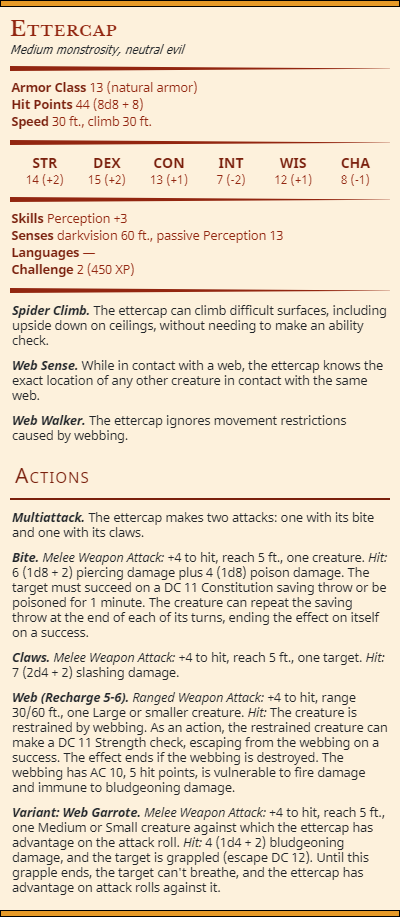 Ettercap
Medium monstrosity, neutral evil
Armor Class 13 (natural armor)
Hit Points 44 (8d8 + 8)
Speed 30 ft., climb 30 ft.
STR DEX CON INT WIS CHA
14 (+2) 15 (+2) 13 (+1) 7 (-2) 12 (+1) 8 (-1)
Skills Perception +3
Senses darkvision 60 ft., passive Perception 13
Languages —
Challenge 2 (450 XP)
Spider Climb. The ettercap can climb difficult surfaces, including
upside down on ceilings, without needing to make an ability
check.
Web Sense. While in contact with a web, the ettercap knows the
exact location of any other creature in contact with the same
web.
Web Walker. The ettercap ignores movement restrictions
caused by webbing.
Actions
Multiattack. The ettercap makes two attacks: one with its bite
and one with its claws.
Bite. Melee Weapon Attack: +4 to hit, reach 5 ft., one creature. Hit:
6 (1d8 + 2) piercing damage plus 4 (1d8) poison damage. The
target must succeed on a DC 11 Constitution saving throw or be
poisoned for 1 minute. The creature can repeat the saving
throw at the end of each of its turns, ending the effect on itself
on a success.
Claws. Melee Weapon Attack: +4 to hit, reach 5 ft., one target. Hit:
7 (2d4 + 2) slashing damage.
Web (Recharge 5-6). Ranged Weapon Attack: +4 to hit, range
30/60 ft., one Large or smaller creature. Hit: The creature is
restrained by webbing. As an action, the restrained creature can
make a DC 11 Strength check, escaping from the webbing on a
success. The effect ends if the webbing is destroyed. The
webbing has AC 10, 5 hit points, is vulnerable to fire damage
and immune to bludgeoning damage.
Variant: Web Garrote. Melee Weapon Attack: +4 to hit, reach 5 ft.,
one Medium or Small creature against which the ettercap has
advantage on the attack roll. Hit: 4 (1d4 + 2) bludgeoning
damage, and the target is grappled (escape DC 12). Until this
grapple ends, the target can't breathe, and the ettercap has
advantage on attack rolls against it.